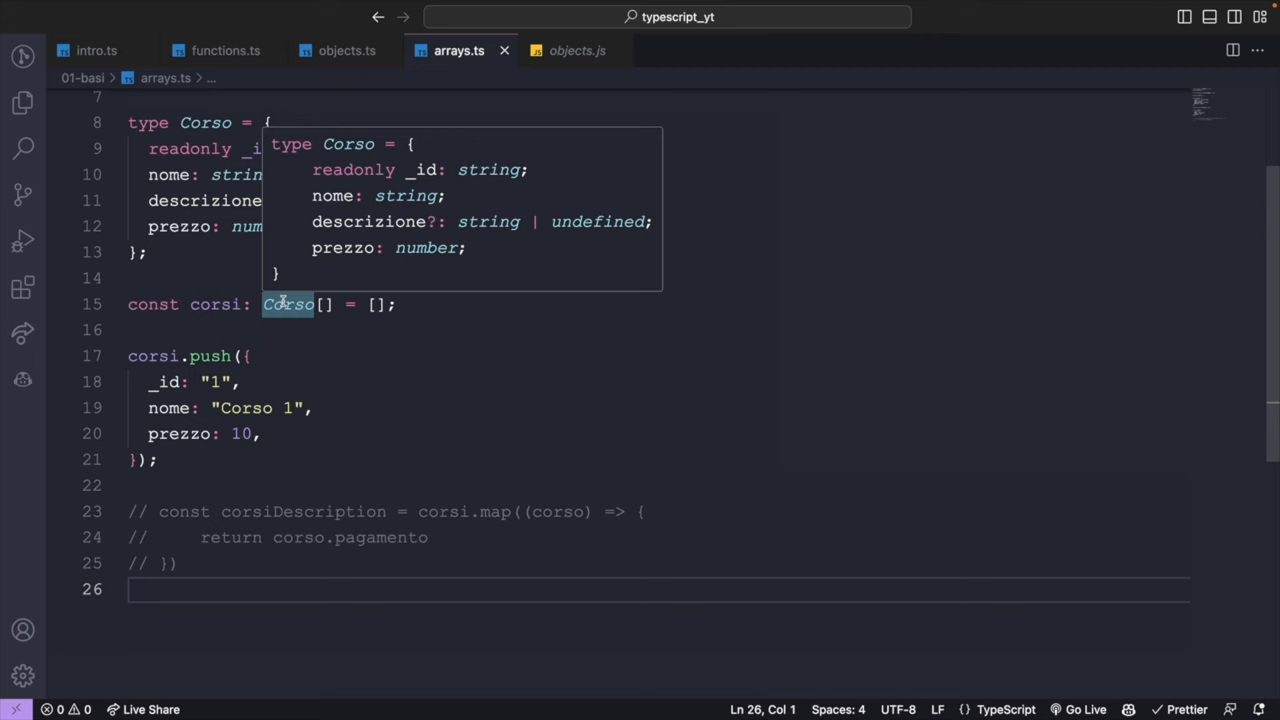 typescript_yt
intro.ts
functions.ts
objects.ts
arrays.ts
objects.js
01-basi > arrays.ts > ...
7
8 type Corso = {
9 readonly _i
10 nome: strin
11 descrizione
12 prezzo: num
13 };
14
type Corso = {
readonly _id: string;
nome: string;
descrizione?: string | undefined;
prezzo: number;
}
15 const corsi: Corso[] = [];
16
17 corsi.push({
18 _id: "1",
19 nome: "Corso 1",
20 prezzo: 10,
21 });
22
23 // const corsiDescription = corsi.map((corso) => {
24 // return corso.pagamento
25 // })
26
0 0 Live Share Ln 26, Col 1 Spaces: 4 UTF-8 LF {} TypeScript Go Live Prettier